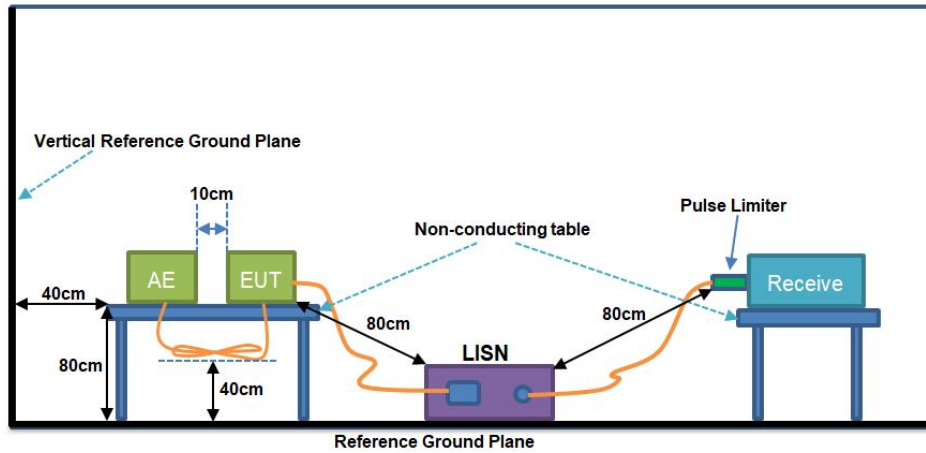 Vertical Reference Ground Plane
10cm
Pulse Limiter
Non-conducting table
AE
EUT
Receive
40cm
80cm
80cm
LISN
80cm
40cm
Reference Ground Plane